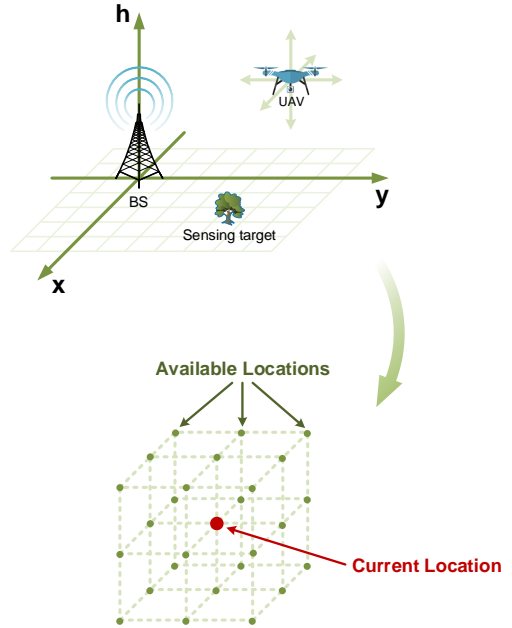 h
UAV
BS
y
Sensing target
x
Available Locations
Current Location